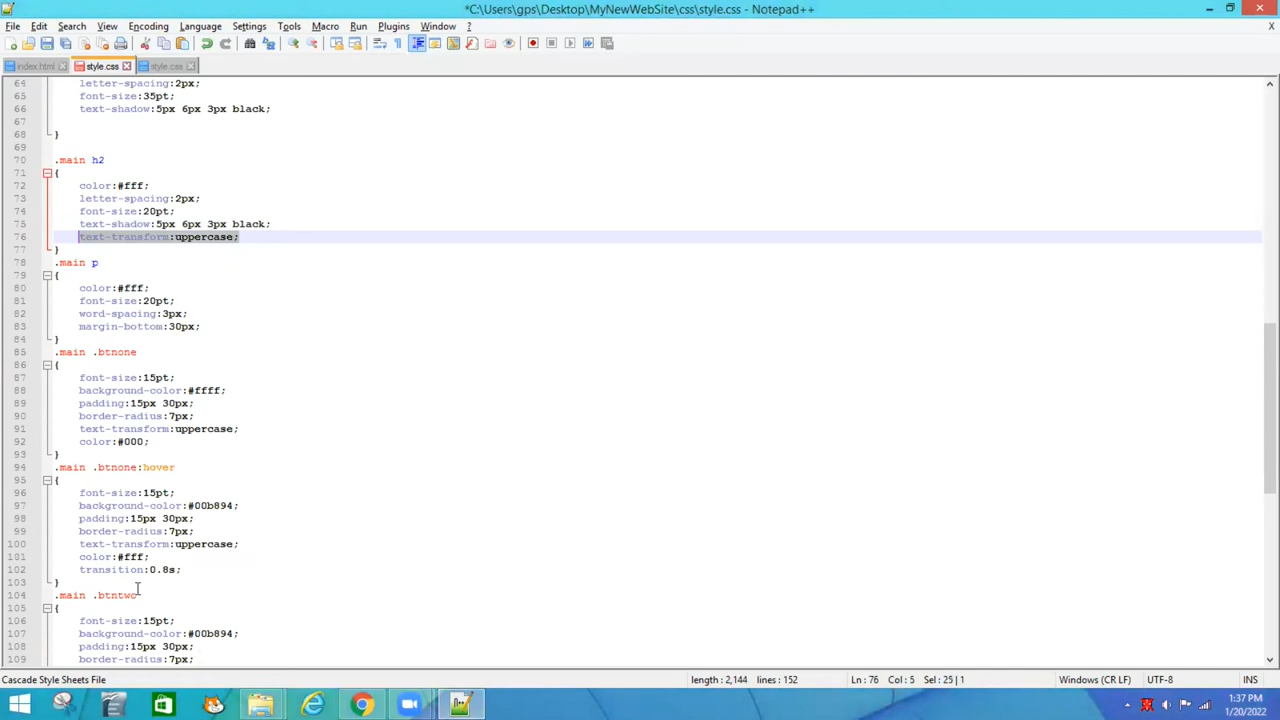 *C:\Users\gps\Desktop\MyNewWebSite\css\style.css - Notepad++
File Edit Search View Encoding Language Settings Tools Macro Run Plugins Window ?
X
index.html style.css style.css
64 letter-spacing:2px;
65 font-size:35pt;
66 text-shadow:5px 6px 3px black;
67
68 }
69
70 .main h2
71 {
72 color:#fff;
73 letter-spacing:2px;
74 font-size:20pt;
75 text-shadow:5px 6px 3px black;
76 text-transform:uppercase;
77 }
78 .main p
79 {
80 color:#fff;
81 font-size:20pt;
82 word-spacing:3px;
83 margin-bottom:30px;
84 }
85 .main .btnone
86 {
87 font-size:15pt;
88 background-color:#ffff;
89 padding:15px 30px;
90 border-radius:7px;
91 text-transform:uppercase;
92 color:#000;
93 }
94 .main .btnone:hover
95 {
96 font-size:15pt;
97 background-color:#00b894;
98 padding:15px 30px;
99 border-radius:7px;
100 text-transform:uppercase;
101 color:#fff;
102 transition:0.8s;
103 }
104 .main .btntwo
105 {
106 font-size:15pt;
107 background-color:#00b894;
108 padding:15px 30px;
109 border-radius:7px;
Cascade Style Sheets File length : 2,144 lines : 152 Ln : 76 Col : 5 Sel : 25 | 1 Windows (CR LF) UTF-8 INS
1:37 PM
1/20/2022